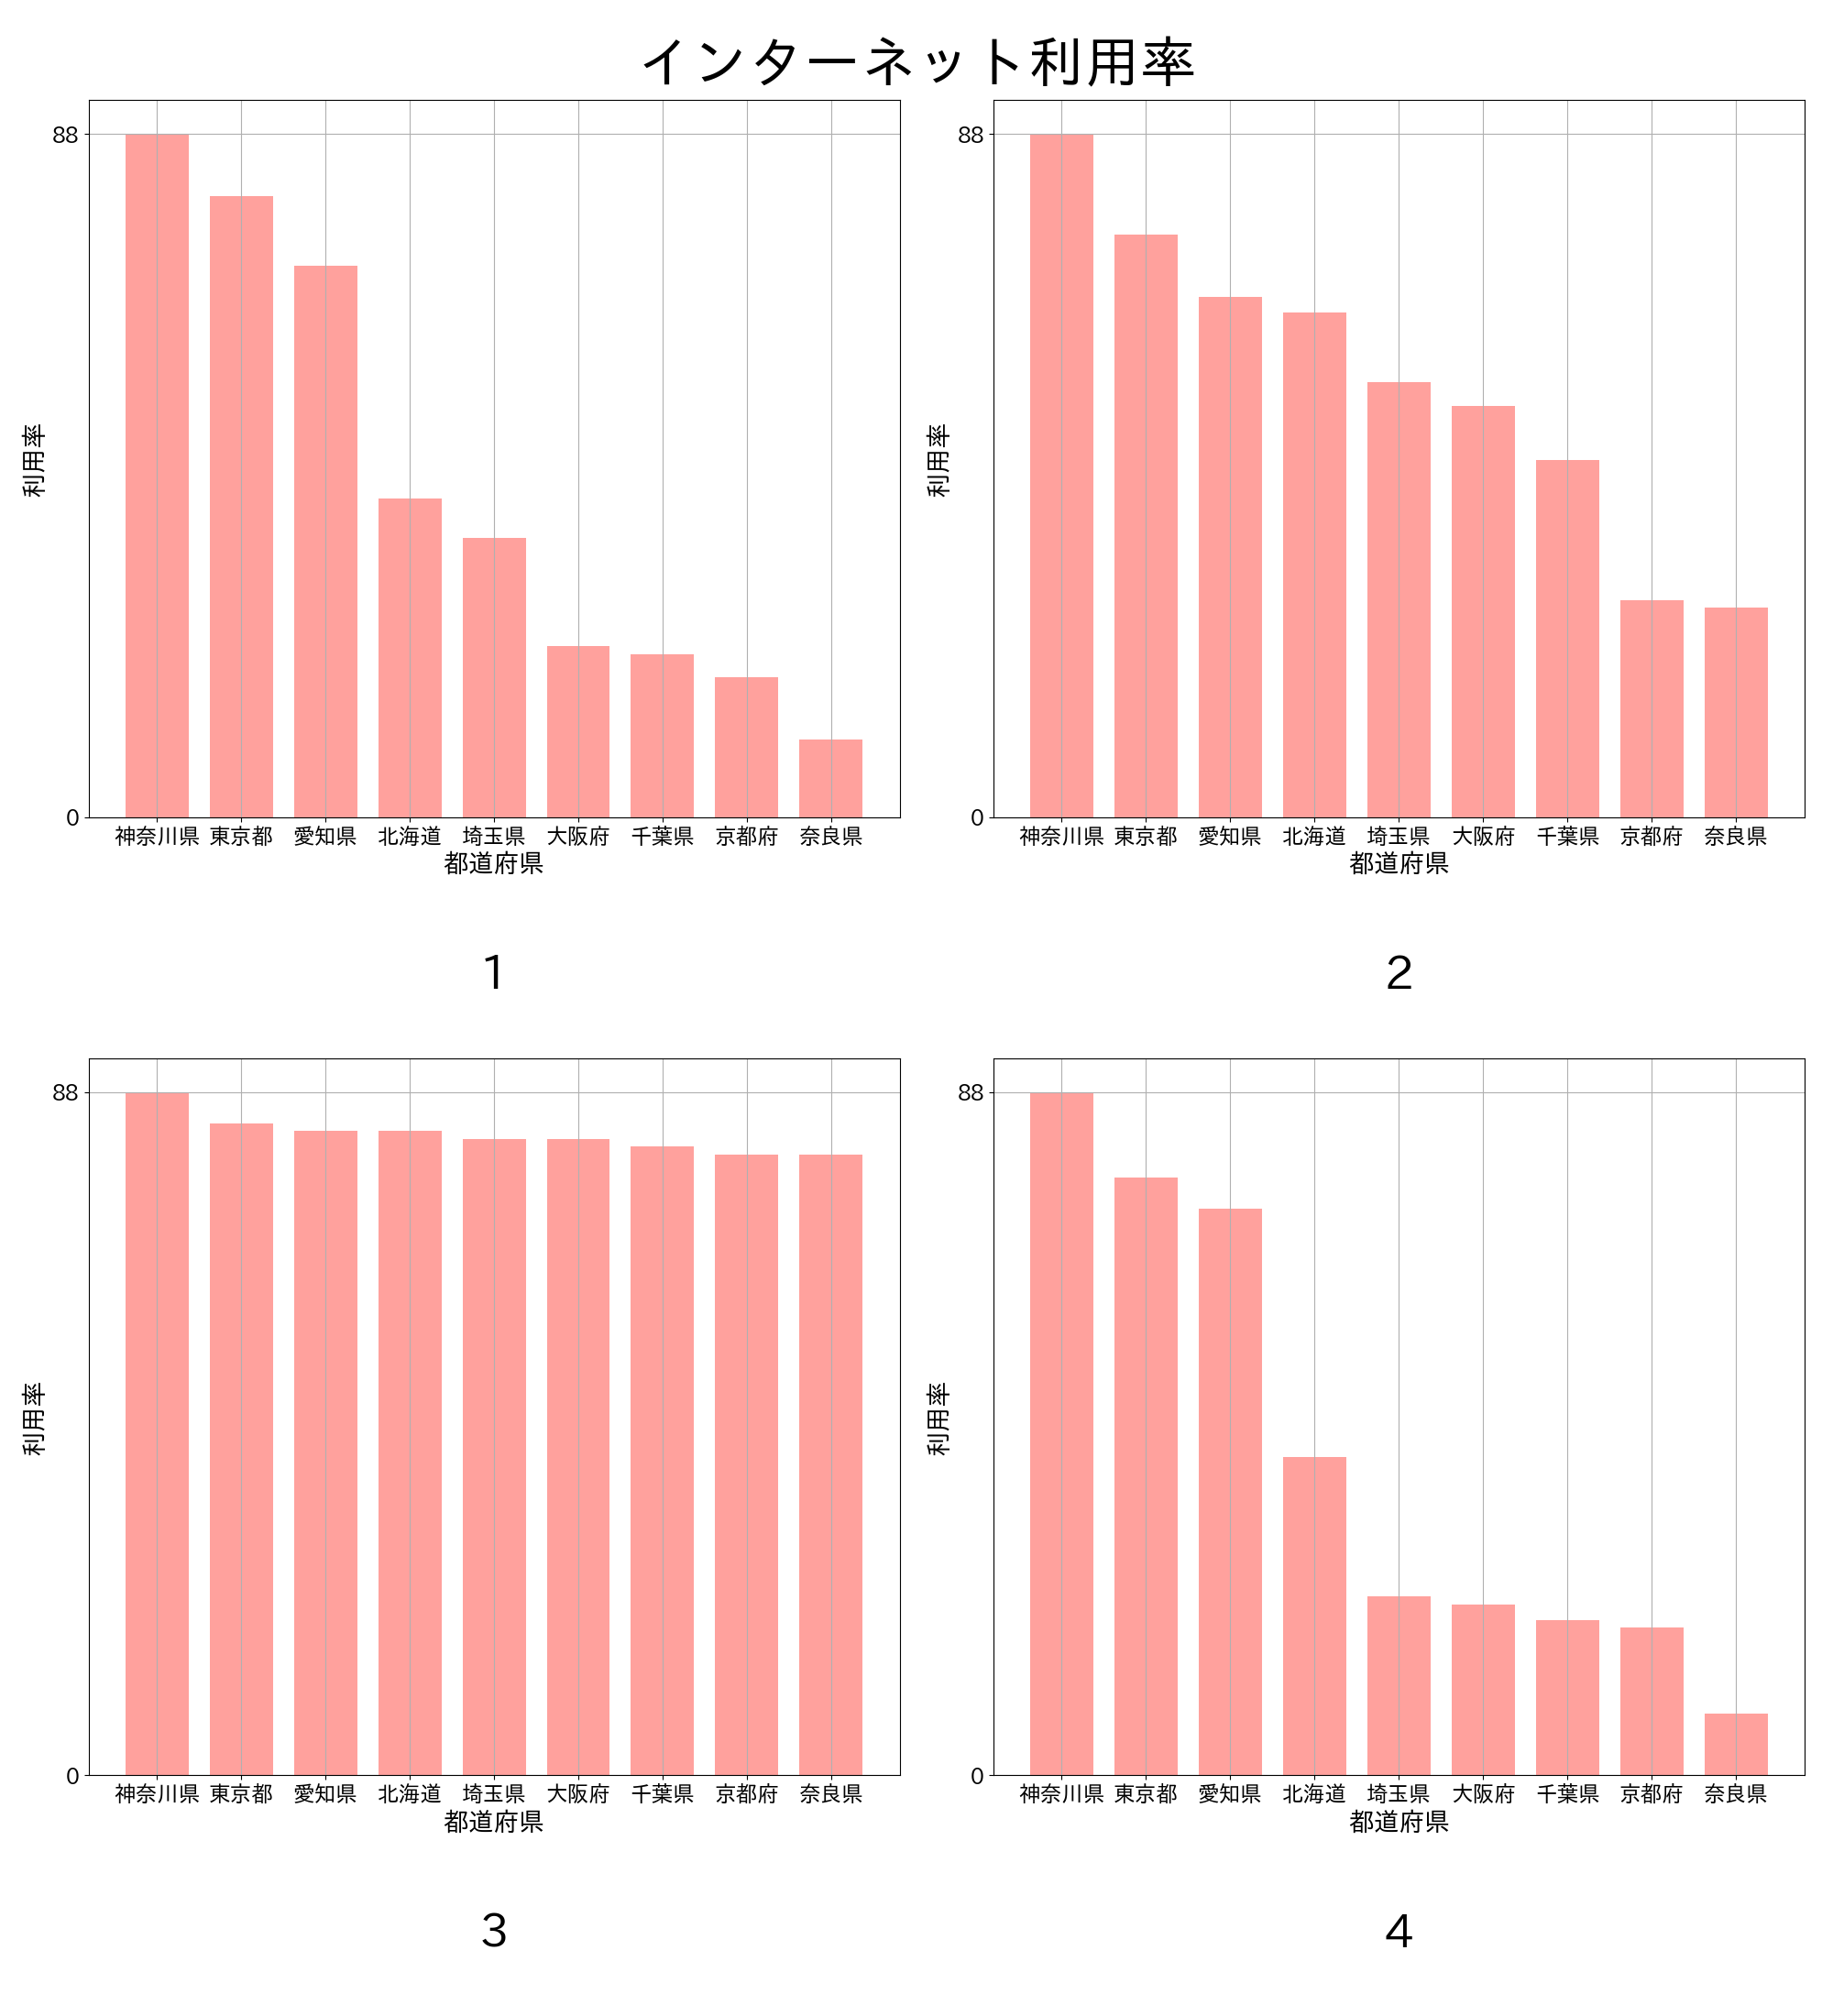 インターネット利用率
88
利用率
0
神奈川県 東京都 愛知県 北海道 埼玉県 大阪府 千葉県 京都府 奈良県
都道府県
1
88
利用率
0
神奈川県 東京都 愛知県 北海道 埼玉県 大阪府 千葉県 京都府 奈良県
都道府県
2
88
利用率
0
神奈川県 東京都 愛知県 北海道 埼玉県 大阪府 千葉県 京都府 奈良県
都道府県
3
88
利用率
0
神奈川県 東京都 愛知県 北海道 埼玉県 大阪府 千葉県 京都府 奈良県
都道府県
4